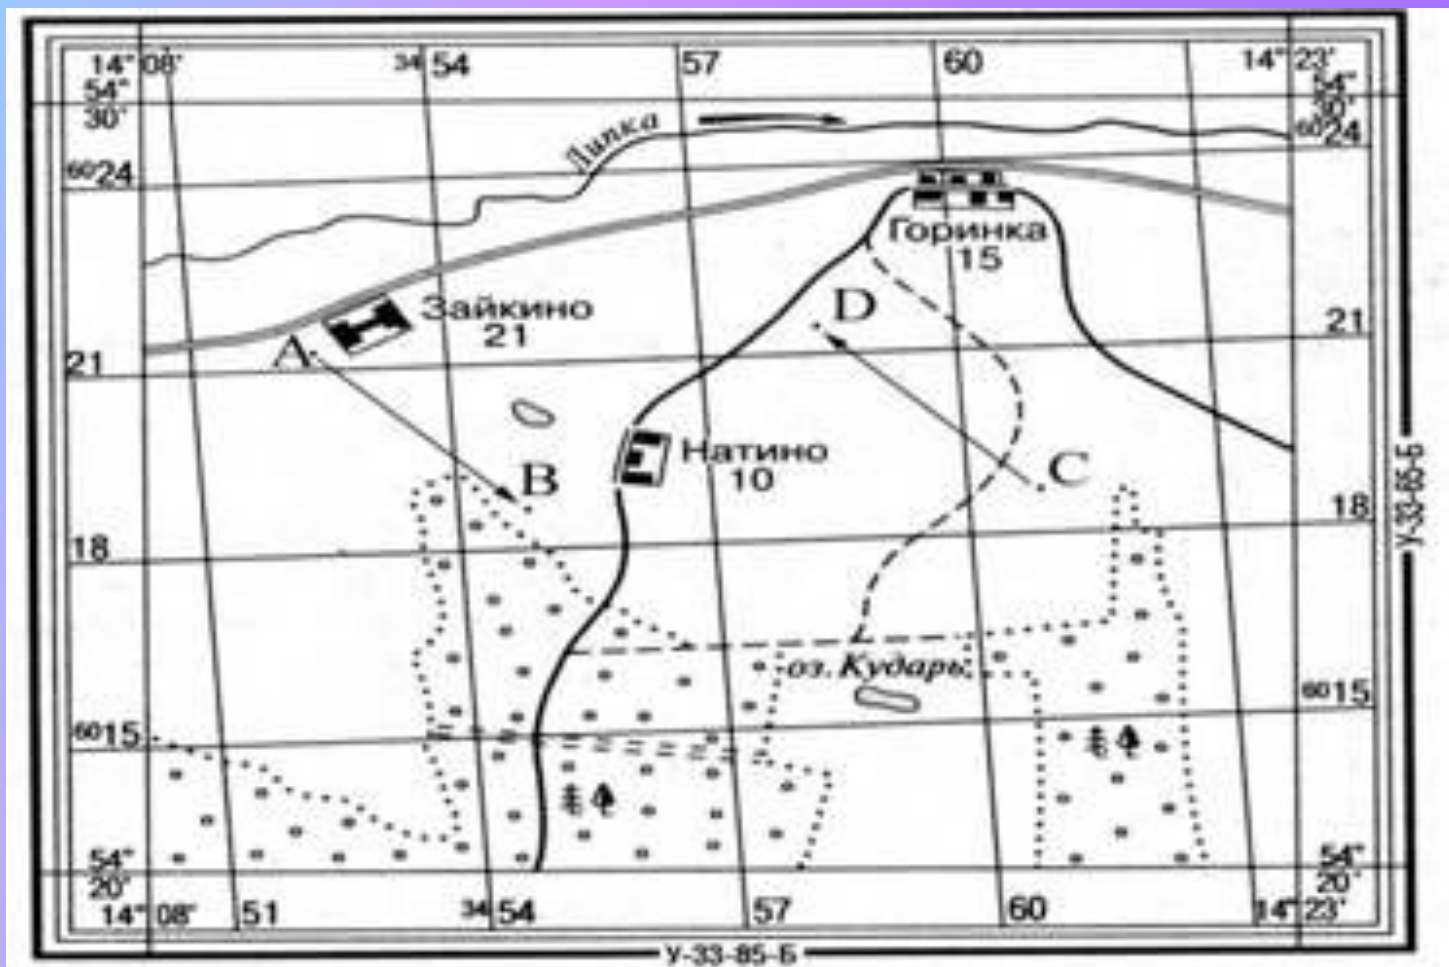 14° 08' 34 54 57 60 14° 23'
54° 30' 54° 30'
60 24
Липка
60 24
Горинка
15
Зайкино
21
D
21
A
21
B
Натино
10
C
18
18
оз. Кударь
60 15
60 15
54° 20' 54° 20'
14° 08' 51 34 54 57 60 14° 23'
У-33-85-Б
У-33-65-Б